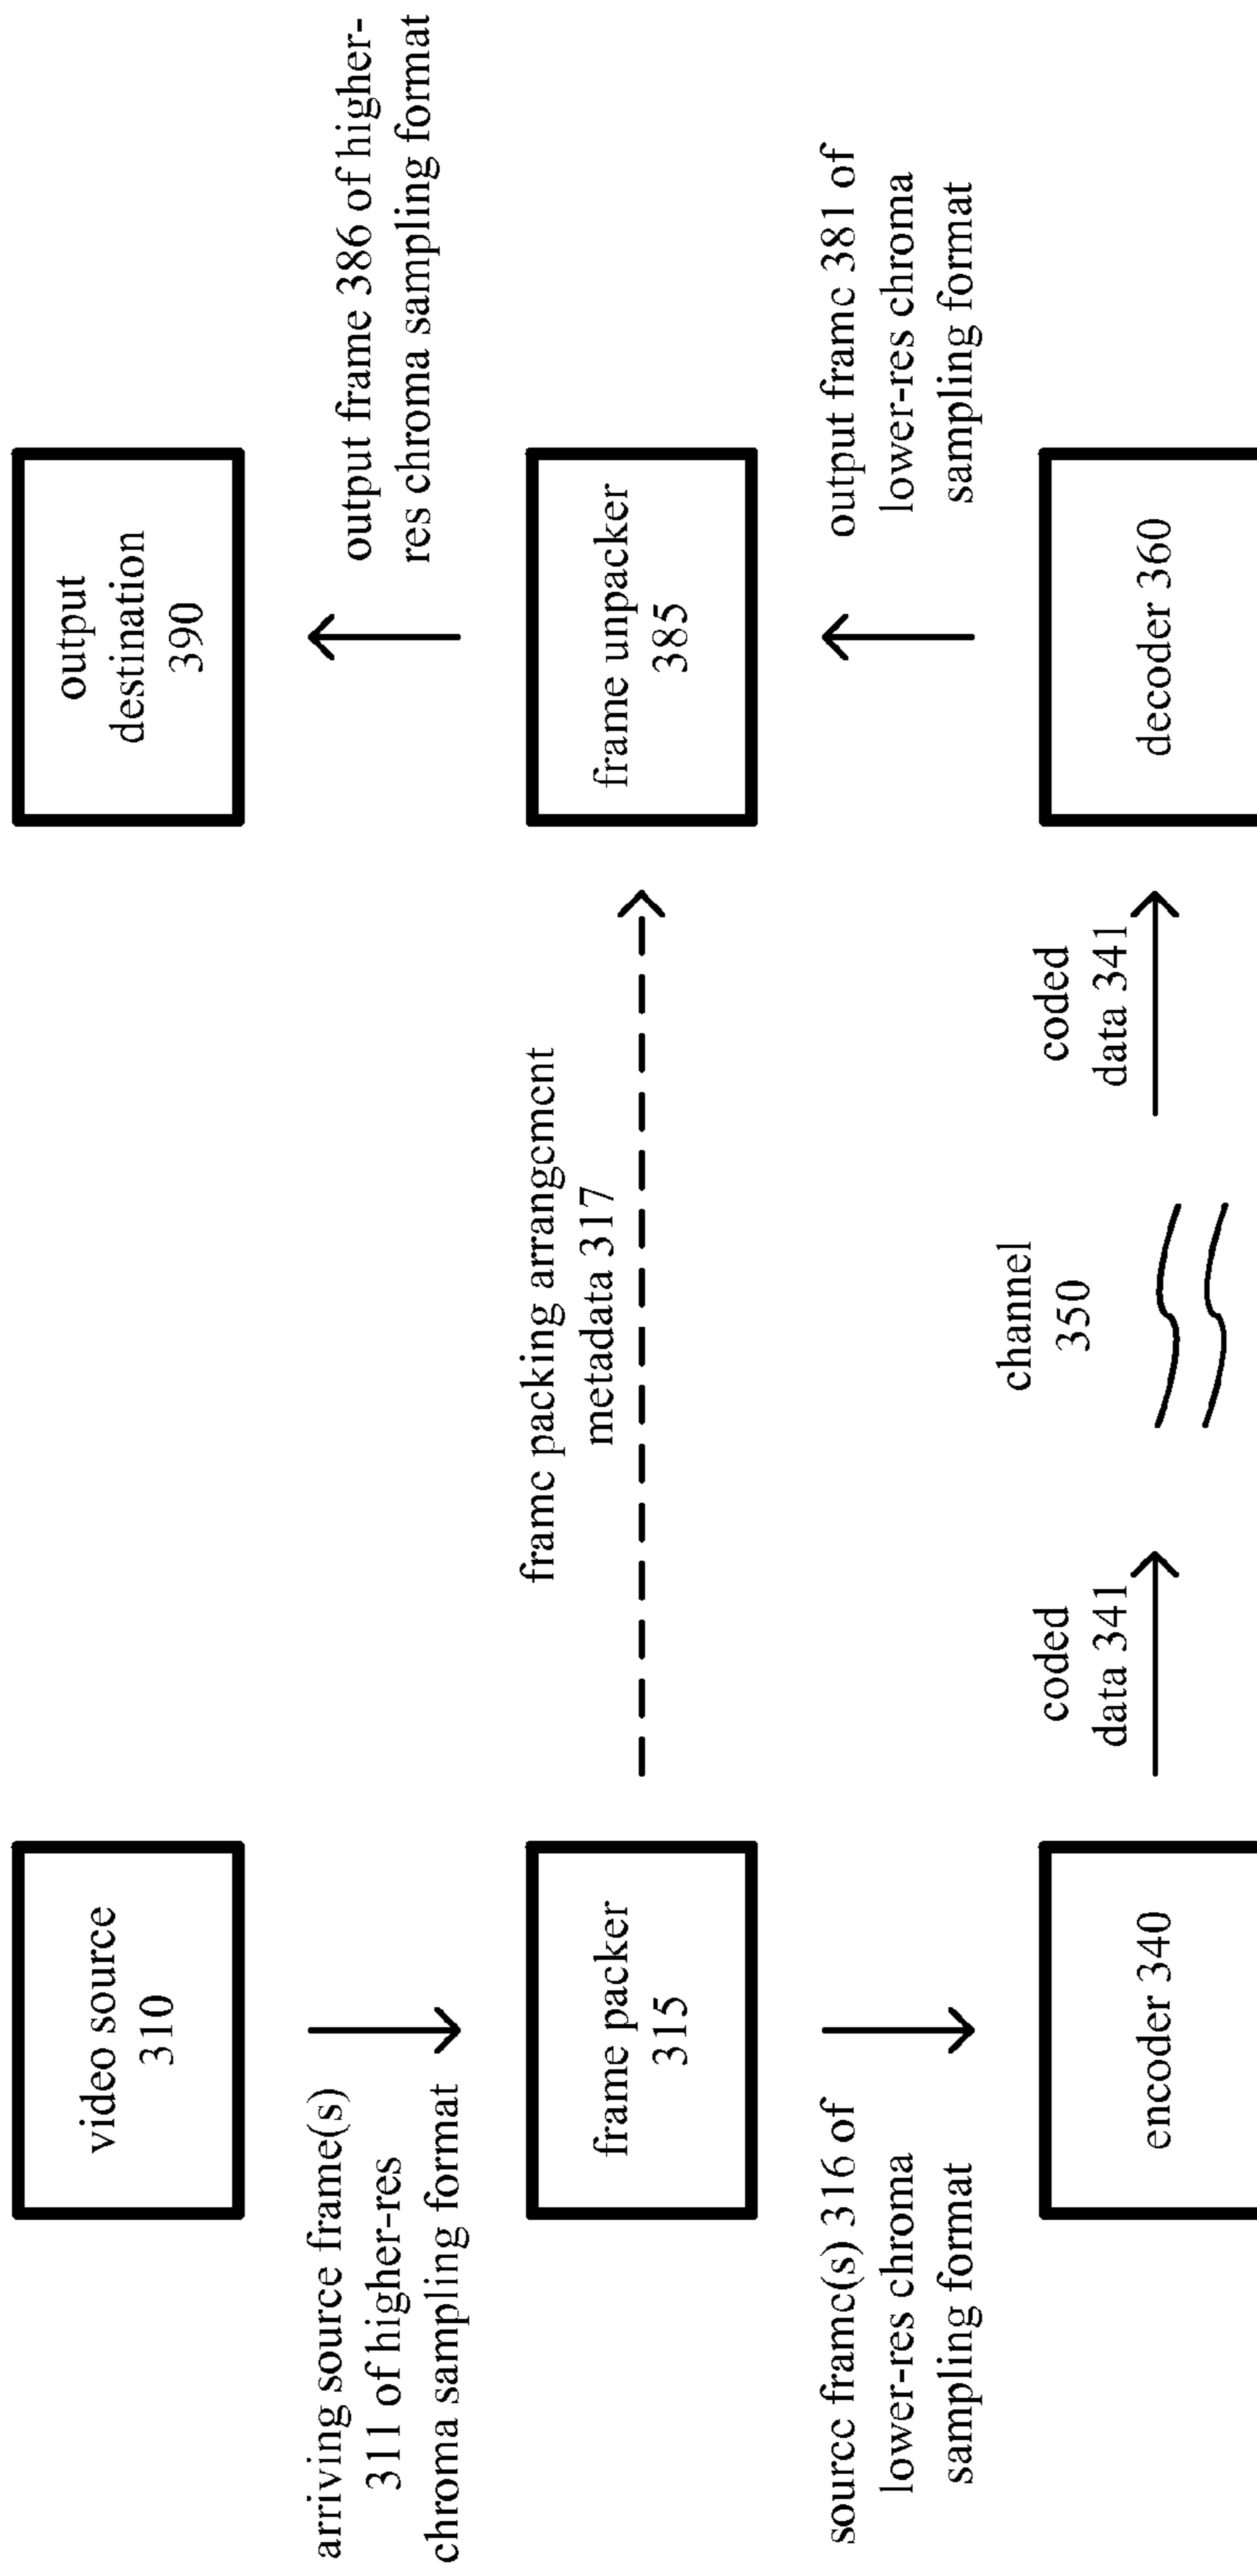 video source
310
arriving source frame(s)
311 of higher-res
chroma sampling format
frame packer
315
source frame(s) 316 of
lower-res chroma
sampling format
encoder 340
coded
data 341
channel
350
coded
data 341
decoder 360
output frame 381 of
lower-res chroma
sampling format
frame unpacker
385
frame packing arrangement
metadata 317
output frame 386 of higher-
res chroma sampling format
output
destination
390